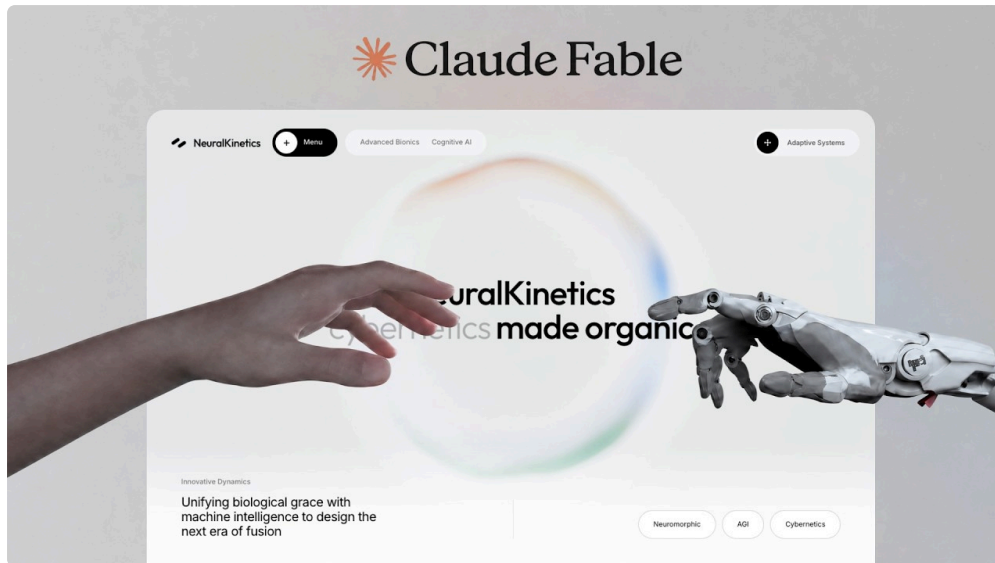 Claude Fable
NeuralKinetics
Menu
Advanced Bionics
Cognitive AI
Adaptive Systems
uralKinetics
cybernetics made organic
Innovative Dynamics
Unifying biological grace with
machine intelligence to design the
next era of fusion
Neuromorphic
AGI
Cybernetics